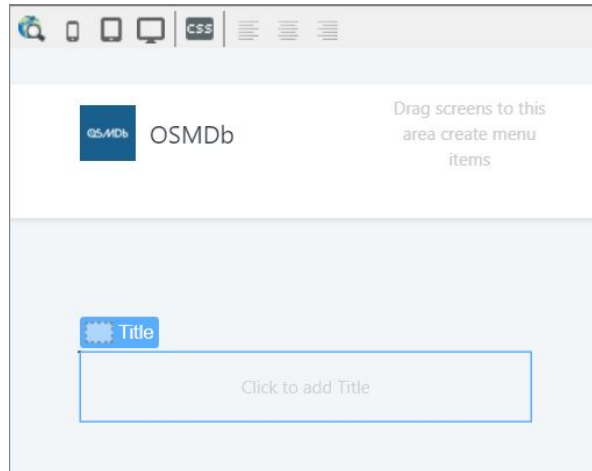 CSS
OSMDb
OSMDb
Drag screens to this
area create menu
items
Title
Click to add Title